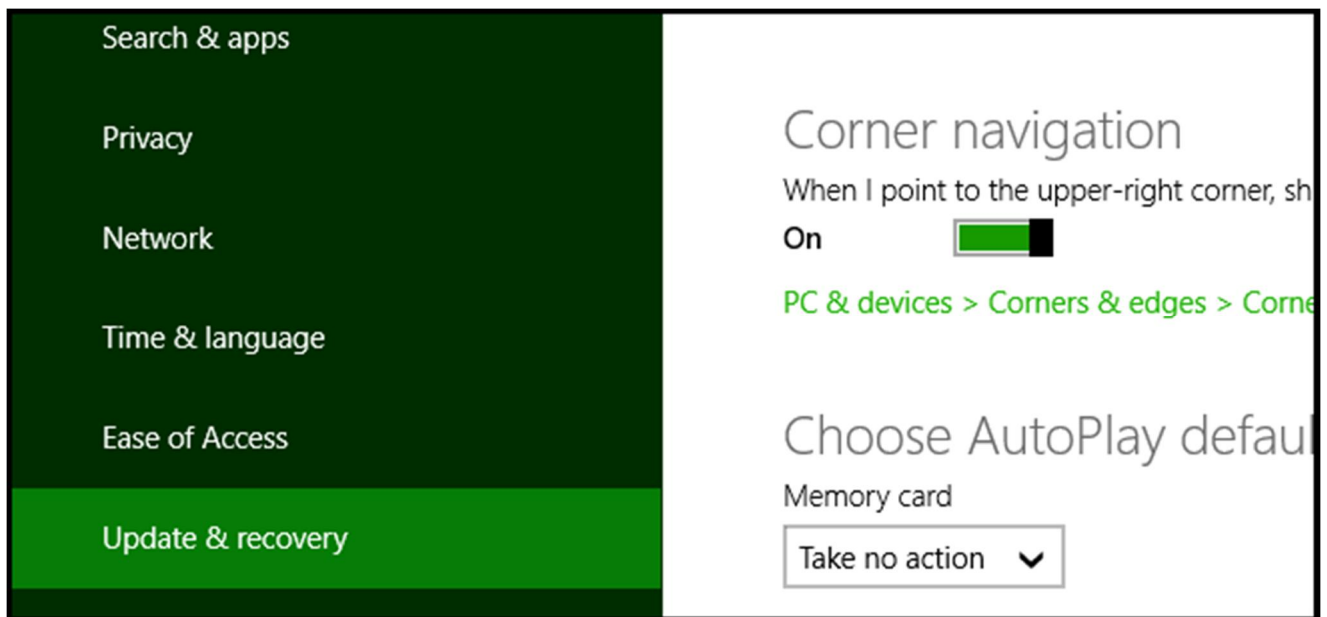 Search & apps
Privacy
Network
Time & language
Ease of Access
Update & recovery
Corner navigation
When I point to the upper-right corner, sh
On
PC & devices > Corners & edges > Corne
Choose AutoPlay defaul
Memory card
Take no action